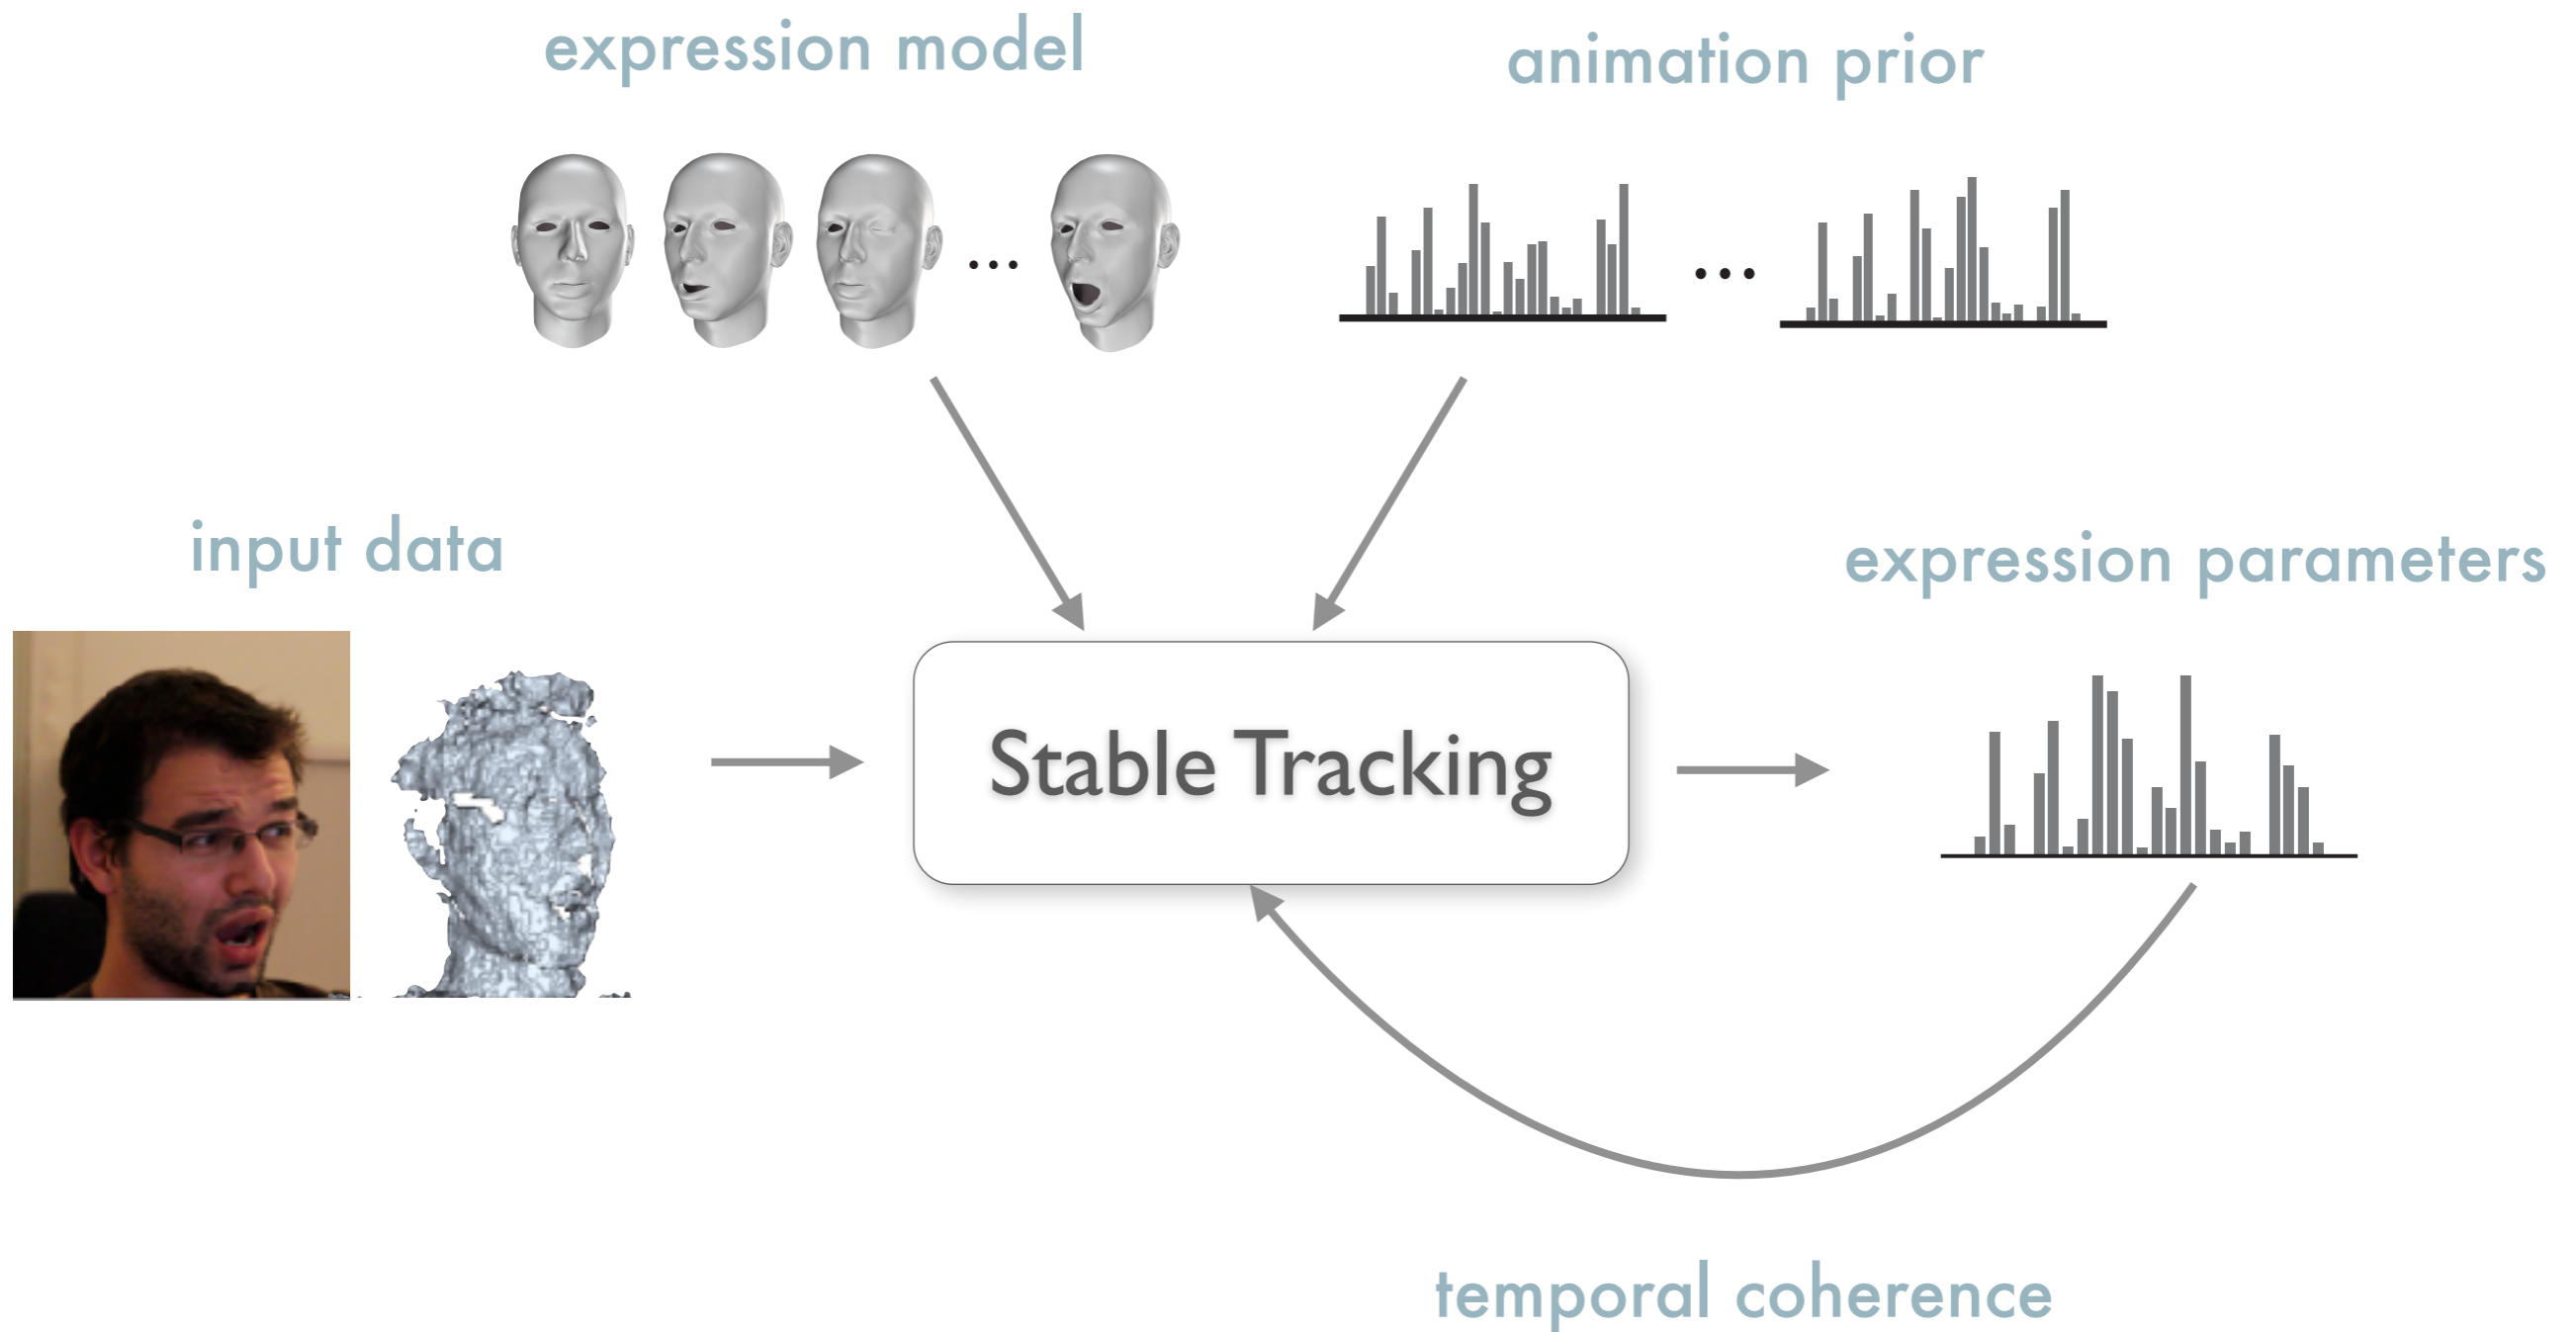 expression model
animation prior
input data
expression parameters
Stable Tracking
temporal coherence